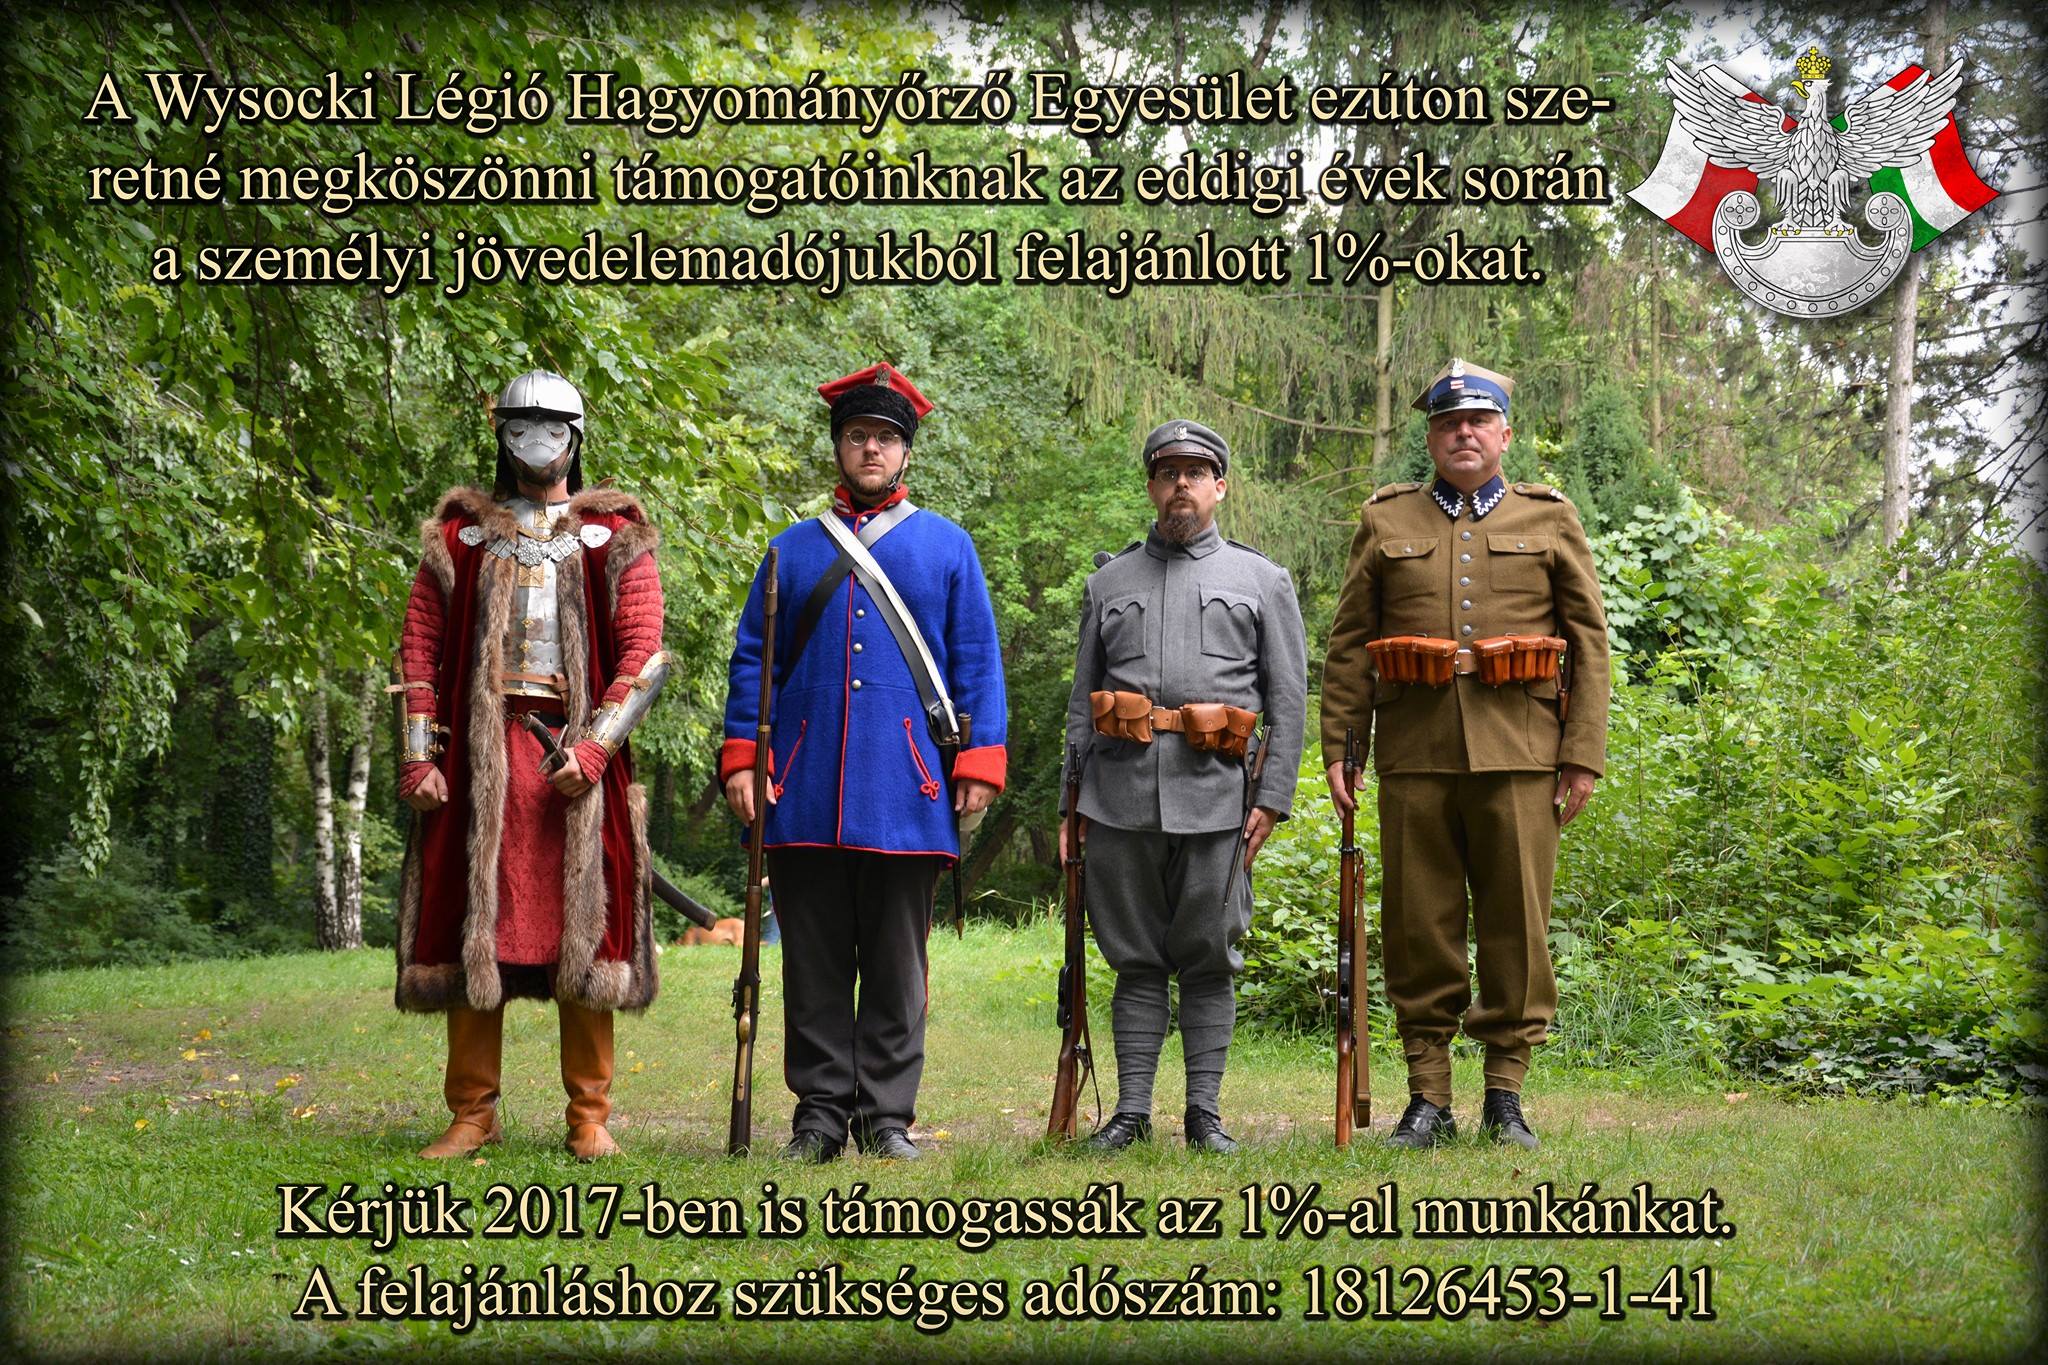 A Wysocki Légió Hagyományőrző Egyesület ezúton sze-
retné megköszönni támogatóinknak az eddigi évek során
a személyi jövedelemadójukból felajánlott 1%-okat.
Kérjük 2017-ben is támogassák az 1%-al munkánkat.
A felajánláshoz szükséges adószám: 18126453-1-41